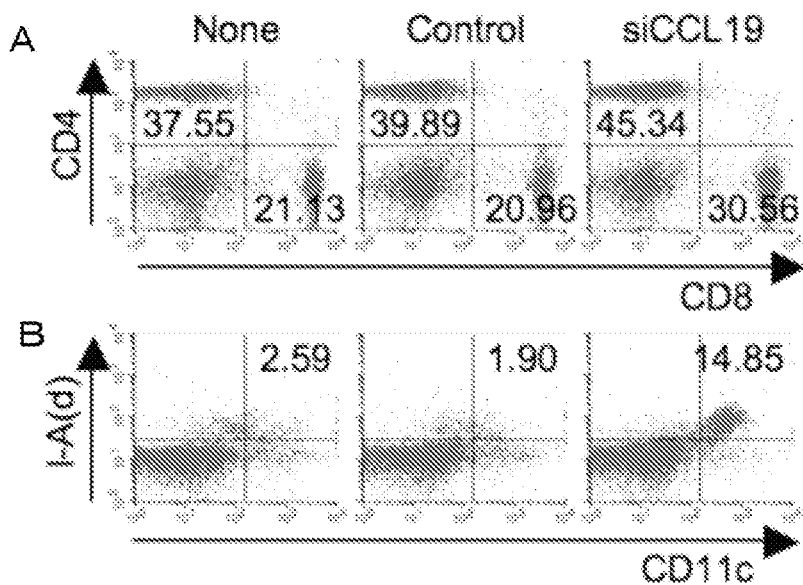 A
None Control siCCL19
CD4
37.55 39.89 45.34
21.13 20.96 30.56
CD8
B
2.59 1.90 14.85
I-A(d)
CD11c